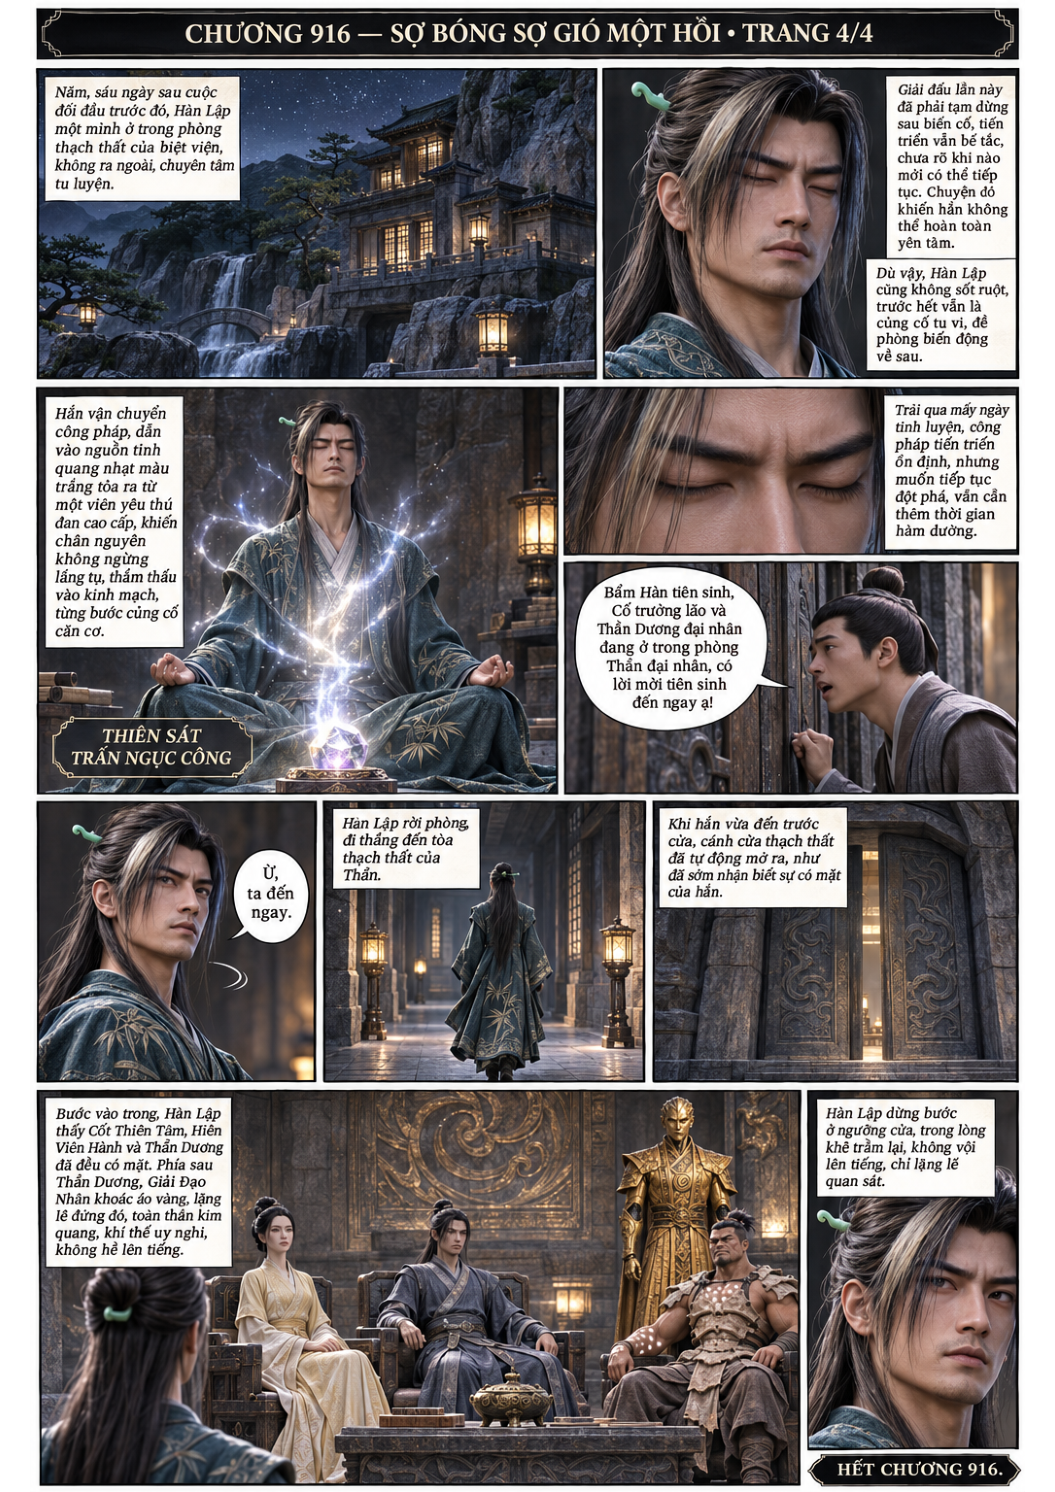 CHƯƠNG 916 — SỢ BÓNG SỢ GIÓ MỘT HỒI • TRANG 4/4
Năm, sáu ngày sau cuộc
đối đầu trước đó, Hàn Lập
một mình ở trong phòng
thạch thất của biệt viện,
không ra ngoài, chuyên tâm
tu luyện.
Giải đấu lần này
đã phải tạm dừng
sau biến cố, tiến
triển vẫn bế tắc,
chưa rõ khi nào
mới có thể tiếp
tục. Chuyện đó
khiến hắn không
thể hoàn toàn
yên tâm.
Dù vậy, Hàn Lập
cũng không sốt ruột,
trước hết vẫn là
củng cố tu vi, đề
phòng biến động
về sau.
Hắn vận chuyển
công pháp, dẫn
vào nguồn tinh
quang nhạt màu
trắng tỏa ra từ
một viên yêu thú
đan cao cấp, khiến
chân nguyên
không ngừng
lắng tụ, thẩm thấu
vào kinh mạch,
từng bước củng cố
căn cơ.
THIÊN SÁT
TRẤN NGỤC CÔNG
Trải qua mấy ngày
tinh luyện, công
pháp tiến triển
ổn định, nhưng
muốn tiếp tục
đột phá, vẫn cần
thêm thời gian
hàm dưỡng.
Bẩm Hàn tiên sinh,
Cố trưởng lão và
Thần Dương đại nhân
đang ở trong phòng
Thần đại nhân, có
lời mời tiên sinh
đến ngay ạ!
Ừ,
ta đến
ngay.
Hàn Lập rời phòng,
đi thẳng đến tòa
thạch thất của
Thần.
Khi hắn vừa đến trước
cửa, cánh cửa thạch thất
đã tự động mở ra, như
đã sớm nhận biết sự có mặt
của hắn.
Bước vào trong, Hàn Lập
thấy Cốt Thiên Tâm, Hiên
Viên Hành và Thần Dương
đã đều có mặt. Phía sau
Thần Dương, Giải Đạo
Nhân khoác áo vàng, lặng
lẽ đứng đó, toàn thân kim
quang, khí thế uy nghi,
không hề lên tiếng.
Hàn Lập dừng bước
ở ngưỡng cửa, trong lòng
khẽ trầm lại, không vội
lên tiếng, chỉ lặng lẽ
quan sát.
HẾT CHƯƠNG 916.